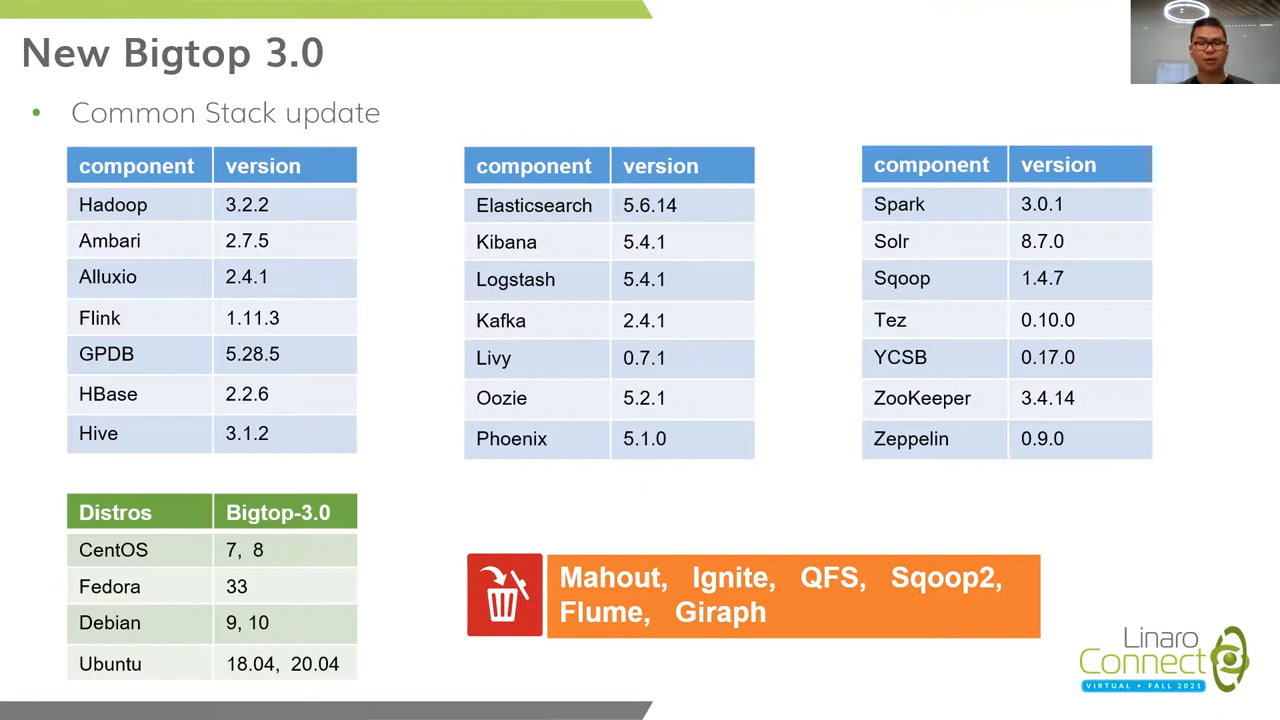 New Bigtop 3.0
• Common Stack update
component version
Hadoop 3.2.2
Ambari 2.7.5
Alluxio 2.4.1
Flink 1.11.3
GPDB 5.28.5
HBase 2.2.6
Hive 3.1.2
component version
Elasticsearch 5.6.14
Kibana 5.4.1
Logstash 5.4.1
Kafka 2.4.1
Livy 0.7.1
Oozie 5.2.1
Phoenix 5.1.0
component version
Spark 3.0.1
Solr 8.7.0
Sqoop 1.4.7
Tez 0.10.0
YCSB 0.17.0
ZooKeeper 3.4.14
Zeppelin 0.9.0
Distros Bigtop-3.0
CentOS 7, 8
Fedora 33
Debian 9, 10
Ubuntu 18.04, 20.04
Mahout, Ignite, QFS, Sqoop2,
Flume, Giraph
Linaro
Connect
VIRTUAL • FALL 2021